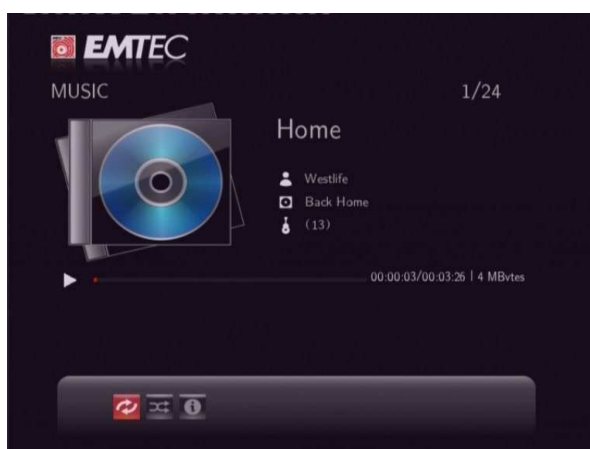 EMTEC
MUSIC
1/24
Home
Westlife
Back Home
(13)
00:00:03/00:03:26 | 4 MBytes